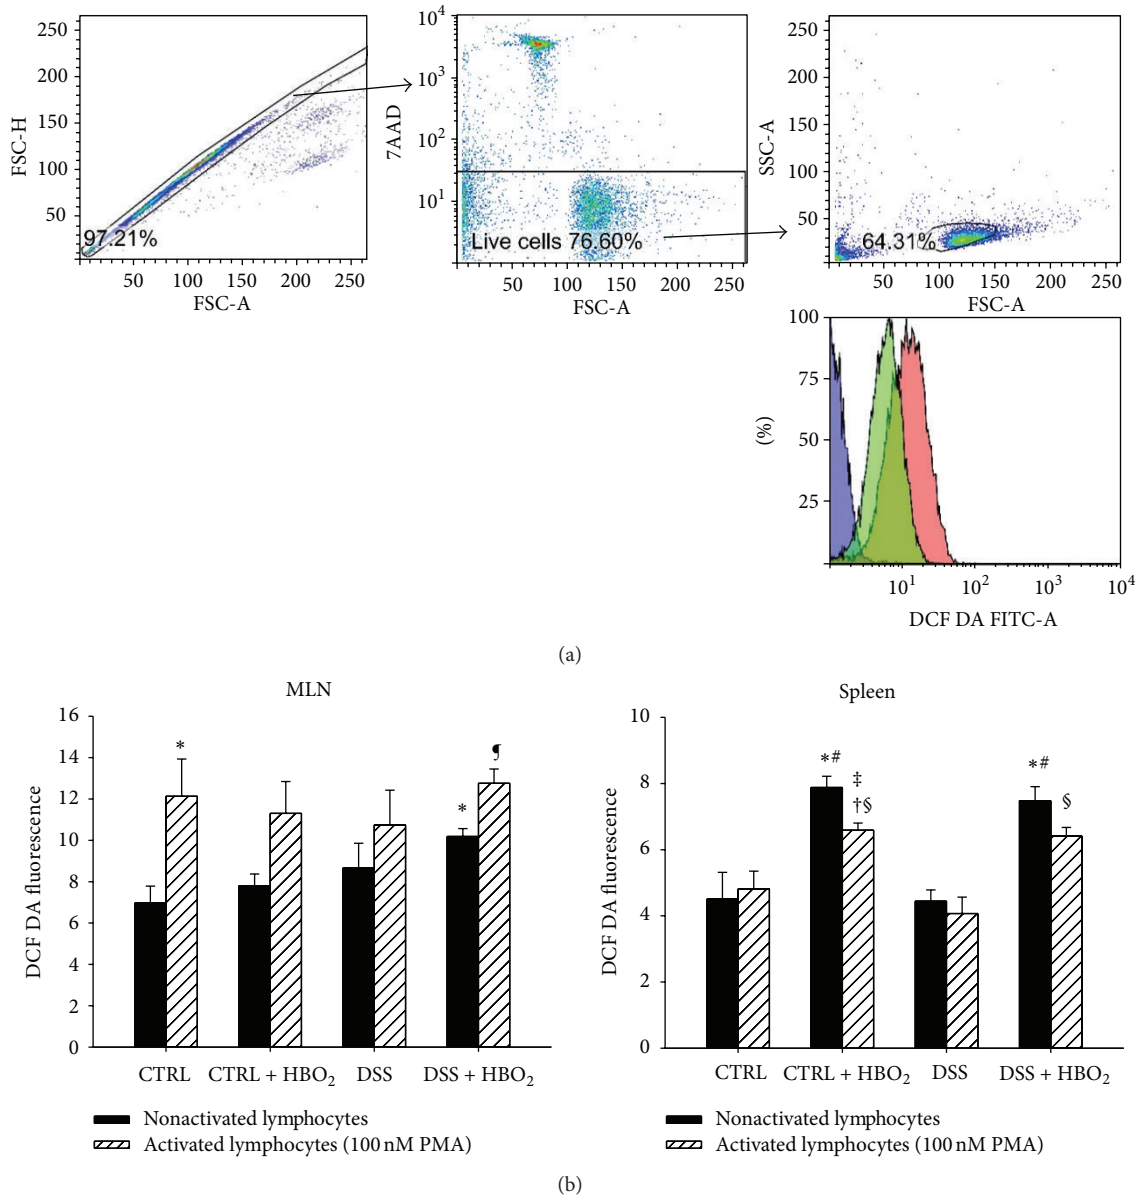 FSC-H
250
200
150
100
50
97.21%
50 100 150 200 250
FSC-A
7AAD
10^4
10^3
10^2
10^1
Live cells 76.60%
50 100 150 200 250
FSC-A
SSC-A
250
200
150
100
50
64.31%
50 100 150 200 250
FSC-A
(%)
100
75
50
25
10^1 10^2 10^3 10^4
DCF DA FITC-A
(a)
MLN
DCF DA fluorescence
16
14
12
10
8
6
4
2
0
*
*
¶
CTRL CTRL + HBO₂ DSS DSS + HBO₂
Nonactivated lymphocytes
Activated lymphocytes (100 nM PMA)
Spleen
DCF DA fluorescence
10
8
6
4
2
0
*#
‡
†§
*#
§
CTRL CTRL + HBO₂ DSS DSS + HBO₂
Nonactivated lymphocytes
Activated lymphocytes (100 nM PMA)
(b)